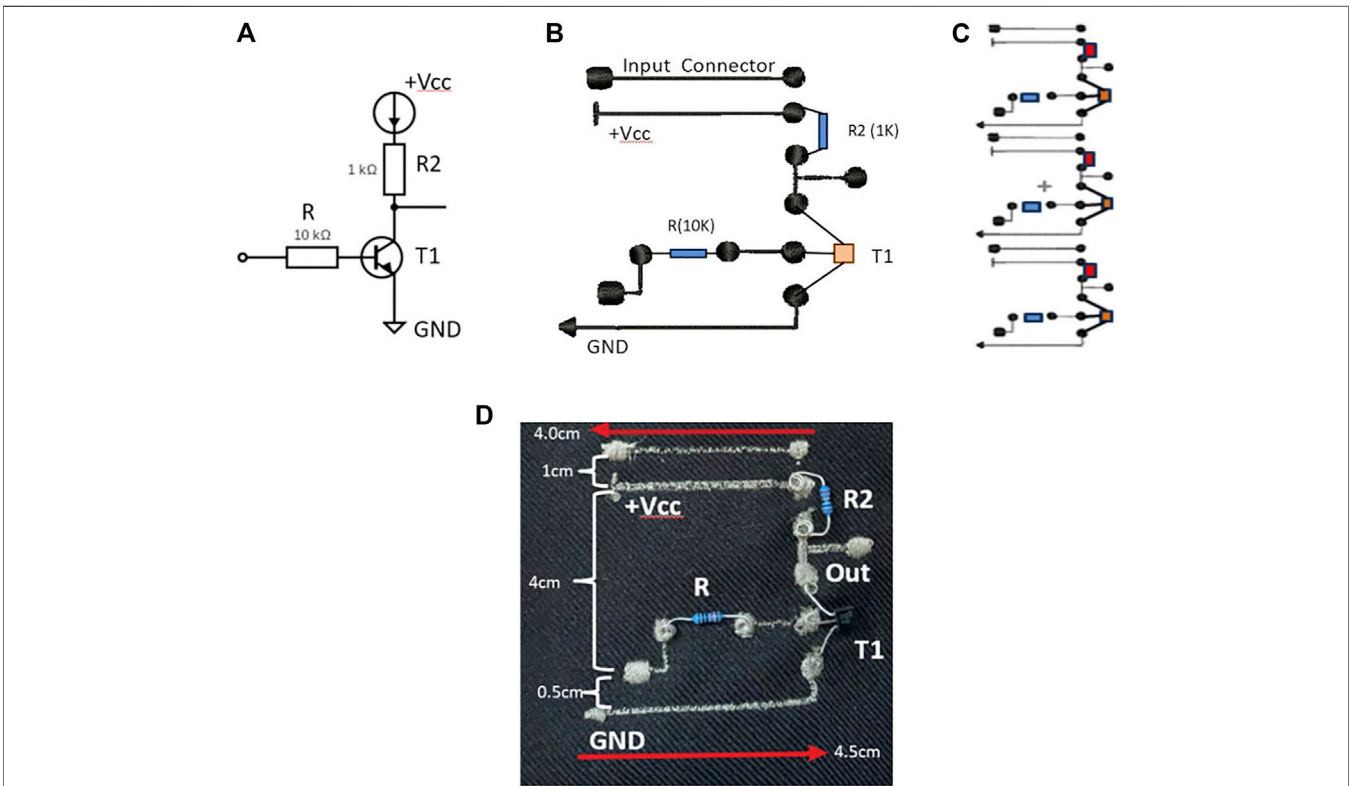 A
+Vcc
1 kΩ
R2
R
10 kΩ
T1
GND
B
Input Connector
+Vcc
R2 (1K)
R(10K)
T1
GND
C
+
D
4.0cm
1cm
+Vcc
R2
4cm
Out
R
T1
0.5cm
GND
4.5cm